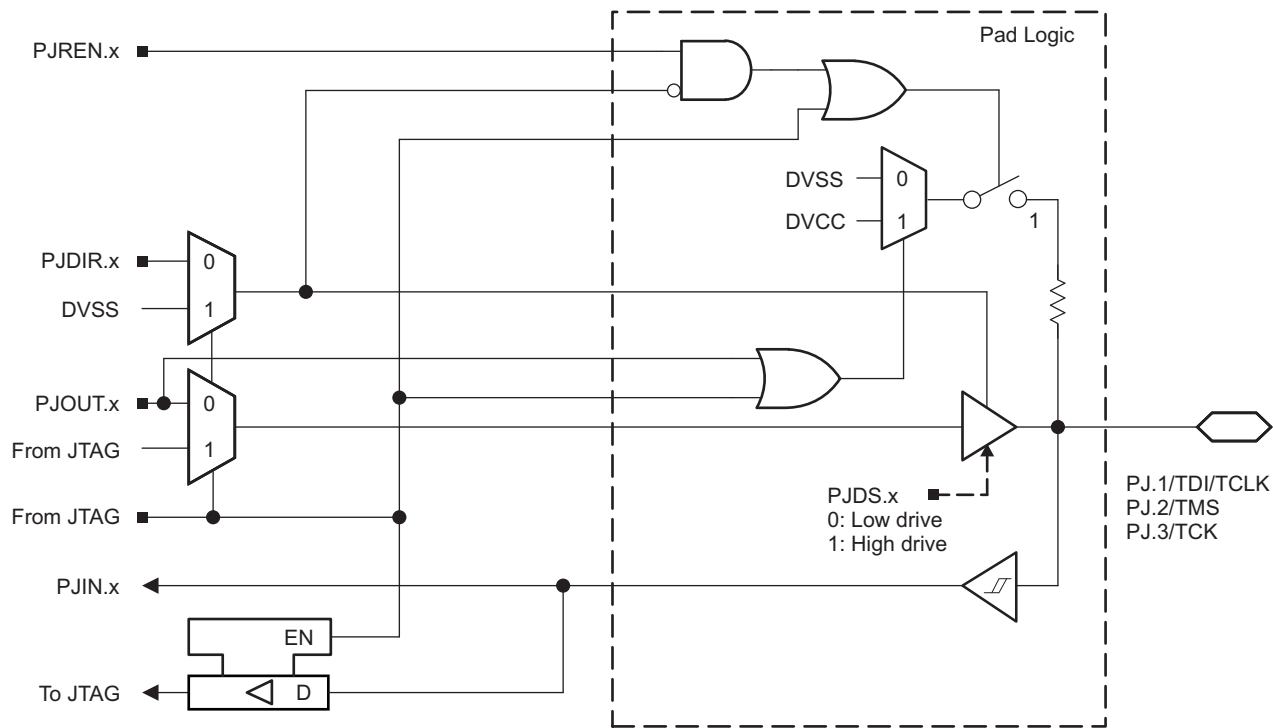 Pad Logic
PJREN.x
DVSS
0
DVCC
1
1
PJDIR.x
0
DVSS
1
PJOUT.x
0
From JTAG
1
From JTAG
PJDS.x
0: Low drive
1: High drive
PJ.1/TDI/TCLK
PJ.2/TMS
PJ.3/TCK
PJIN.x
EN
To JTAG
D